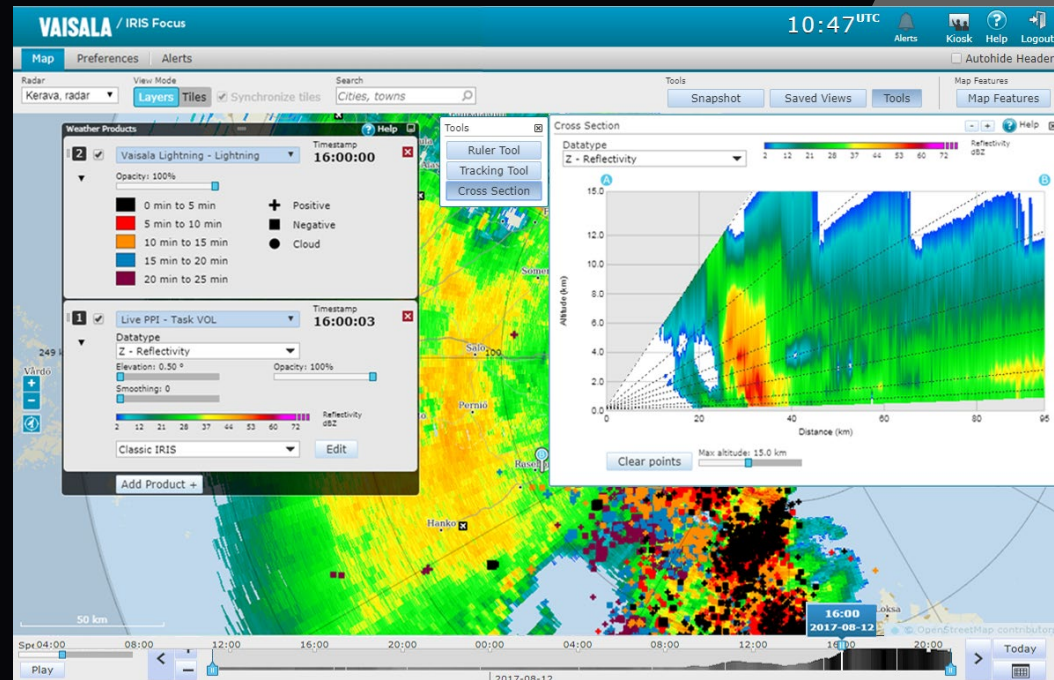 VAISALA / IRIS Focus
10:47 UTC
Alerts
Kiosk Help Logout
Map Preferences Alerts
Autohide Header
Radar View Mode Search Tools Map Features
Kerava, radar Layers Tiles Synchronize tiles Cities, towns Snapshot Saved Views Tools Map Features
Weather Products Help
2 Vaisala Lightning - Lightning
Timestamp
16:00:00
Opacity: 100%
0 min to 5 min Positive
5 min to 10 min Negative
10 min to 15 min Cloud
15 min to 20 min
20 min to 25 min
1 Live PPI - Task VOL
Timestamp
16:00:03
Datatype
Z - Reflectivity
Elevation: 0.50 ° Opacity: 100%
Smoothing: 0
2 12 21 28 37 44 53 60 72 Reflectivity
dBZ
Classic IRIS Edit
Add Product +
Tools
Ruler Tool
Tracking Tool
Cross Section
Cross Section Help
Datatype
Z - Reflectivity
2 12 21 28 37 44 53 60 72 Reflectivity
dBZ
A B
15.0
12.0
10.0
8.0
6.0
4.0
2.0
0.0
Altitude (km)
0 20 40 60 80 95
Distance (km)
Clear points Max altitude: 15.0 km
249
Vårdö
Salo 100
Perniö
Hanko
50 km
16:00
2017-08-12
Loksa
© OpenStreetMap contributors
04:00 08:00 12:00 16:00 20:00 00:00 04:00 08:00 12:00 16:00 20:00
Play
2017-08-12
Today